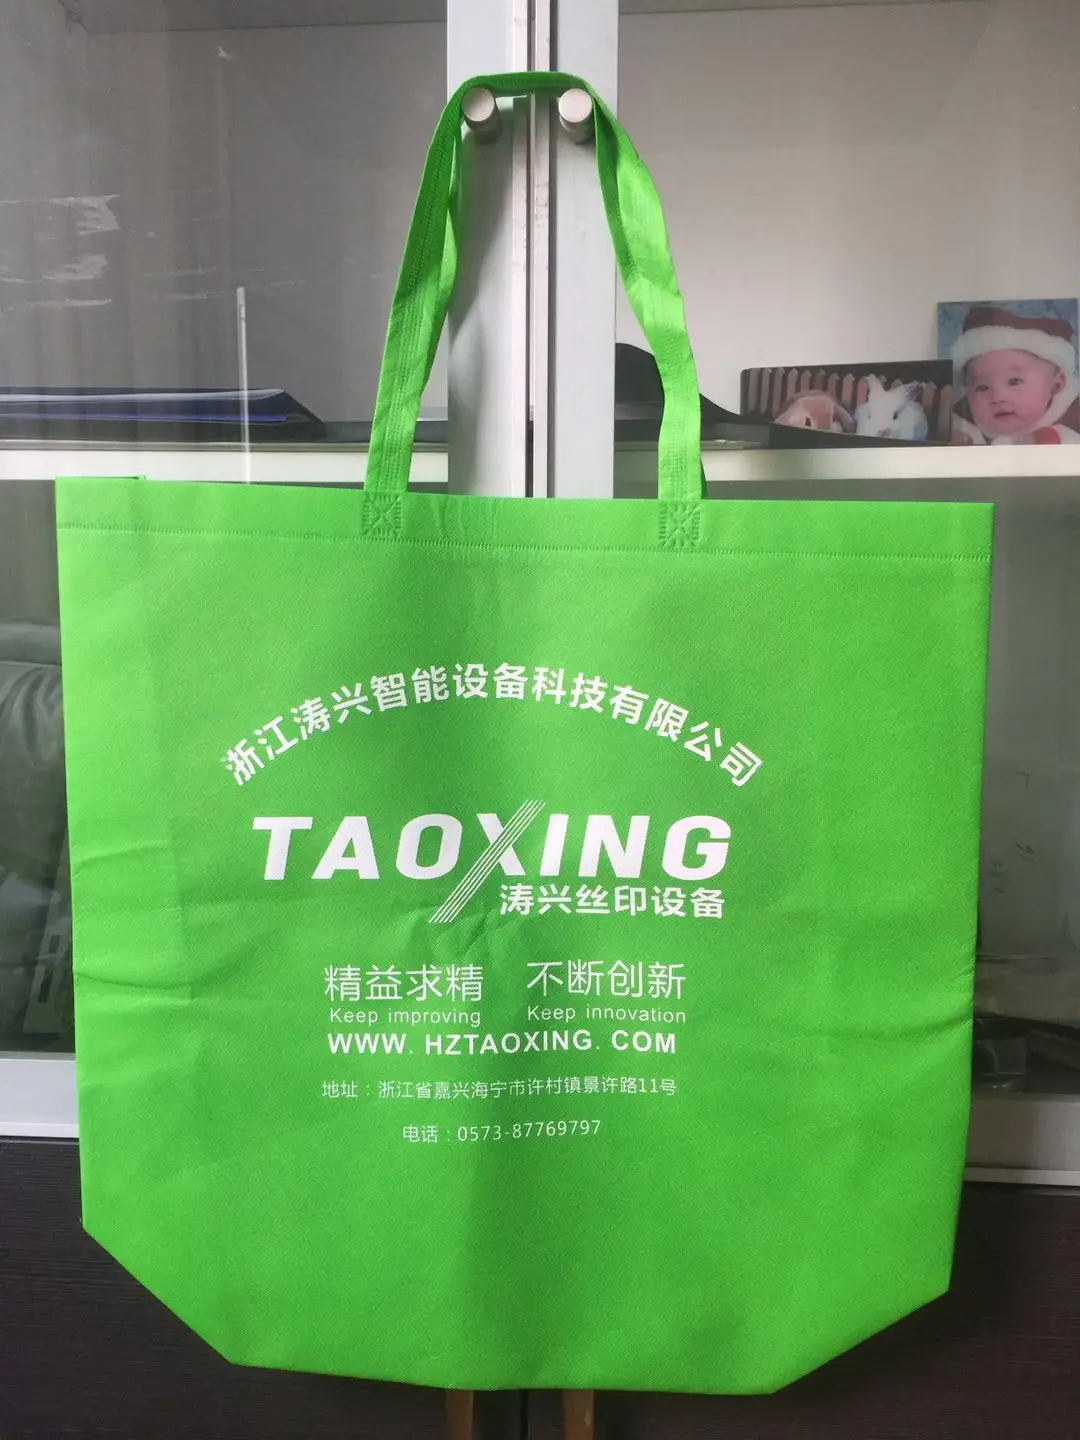 浙江涛兴智能设备科技有限公司
TAOXING
涛兴丝印设备
精益求精 不断创新
Keep improving Keep innovation
WWW.HZTAOXING.COM
地址：浙江省嘉兴海宁市许村镇景许路11号
电话：0573-87769797